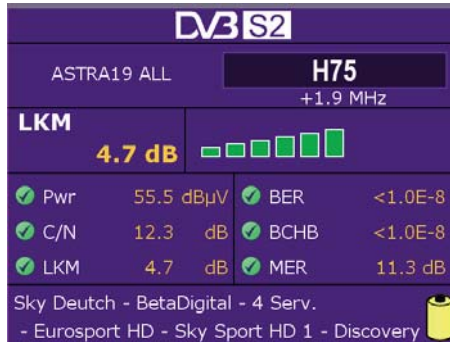 DVB S2
ASTRA19 ALL
H75
+1.9 MHz
LKM
4.7 dB
Pwr 55.5 dBµV
BER <1.0E-8
C/N 12.3 dB
BCHB <1.0E-8
LKM 4.7 dB
MER 11.3 dB
Sky Deutch - BetaDigital - 4 Serv.
- Eurosport HD - Sky Sport HD 1 - Discovery